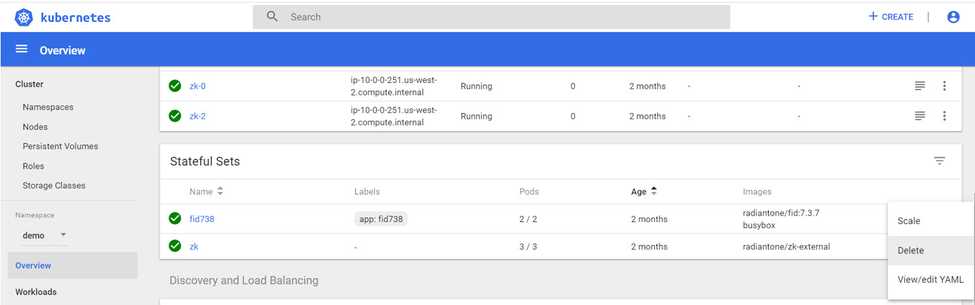 kubernetes
Search
+ CREATE
Overview
Cluster
Namespaces
Nodes
Persistent Volumes
Roles
Storage Classes
Namespace
demo
Overview
Workloads
zk-0 ip-10-0-0-251.us-west-2.compute.internal Running 0 2 months - -
zk-2 ip-10-0-0-251.us-west-2.compute.internal Running 0 2 months - -
Stateful Sets
Name Labels Pods Age Images
fid738 app: fid738 2 / 2 2 months radiantone/fid:7.3.7
busybox
zk - 3 / 3 2 months radiantone/zk-external
Scale
Delete
View/edit YAML
Discovery and Load Balancing